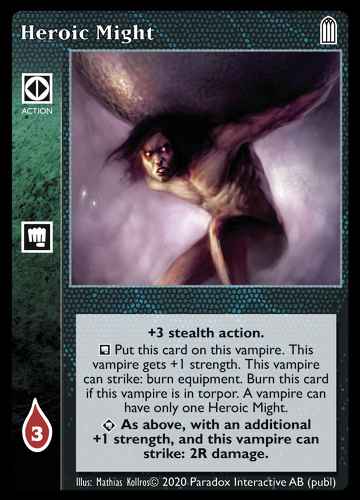 Heroic Might
ACTION
+3 stealth action.
Put this card on this vampire. This
vampire gets +1 strength. This vampire
can strike: burn equipment. Burn this card
if this vampire is in torpor. A vampire can
have only one Heroic Might.
As above, with an additional
+1 strength, and this vampire can
strike: 2R damage.
3
Illus: Mathias Kollros© 2020 Paradox Interactive AB (publ)